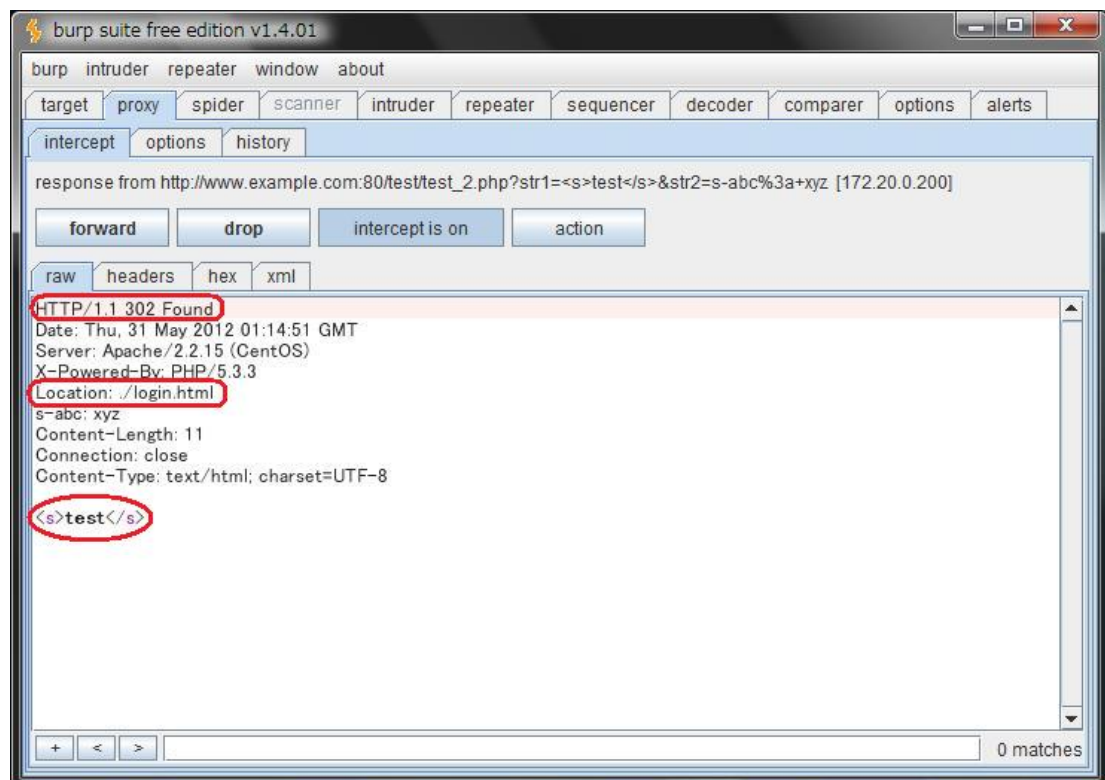 burp suite free edition v1.4.01
burp intruder repeater window about
target proxy spider scanner intruder repeater sequencer decoder comparer options alerts
intercept options history
response from http://www.example.com:80/test/test_2.php?str1=<s>test</s>&str2=s-abc%3a+xyz [172.20.0.200]
forward drop intercept is on action
raw headers hex xml
HTTP/1.1 302 Found
Date: Thu, 31 May 2012 01:14:51 GMT
Server: Apache/2.2.15 (CentOS)
X-Powered-By: PHP/5.3.3
Location: ./login.html
s-abc: xyz
Content-Length: 11
Connection: close
Content-Type: text/html; charset=UTF-8
<s>test</s>
+ < > 0 matches